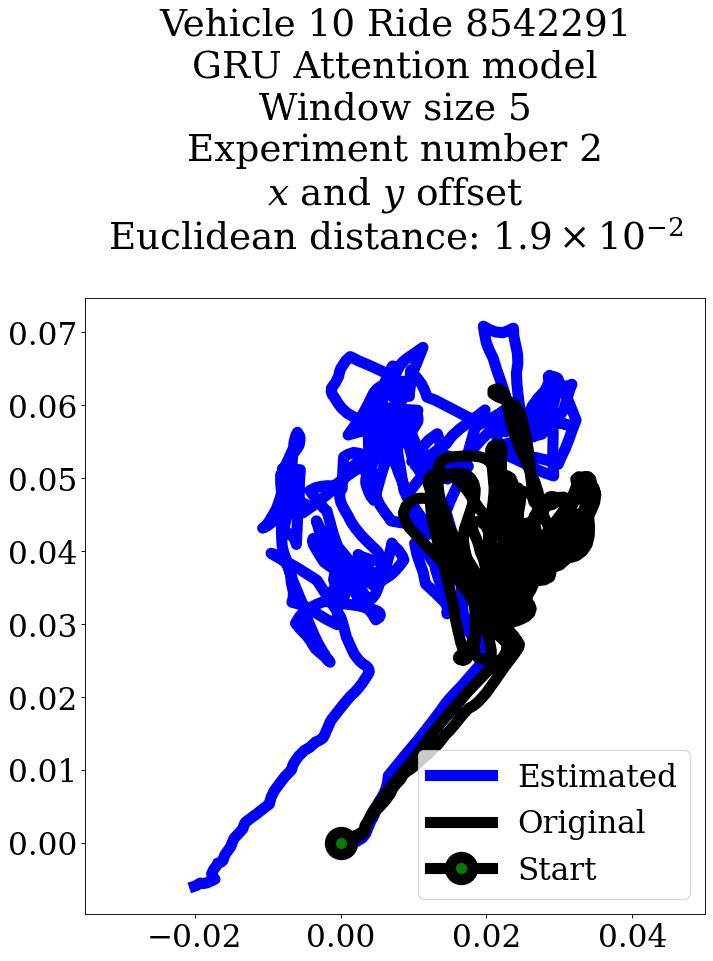 Vehicle 10 Ride 8542291
GRU Attention model
Window size 5
Experiment number 2
x and y offset
Euclidean distance: 1.9 × 10⁻²
0.07
0.06
0.05
0.04
0.03
0.02
0.01
0.00
Estimated
Original
Start
−0.02 0.00 0.02 0.04